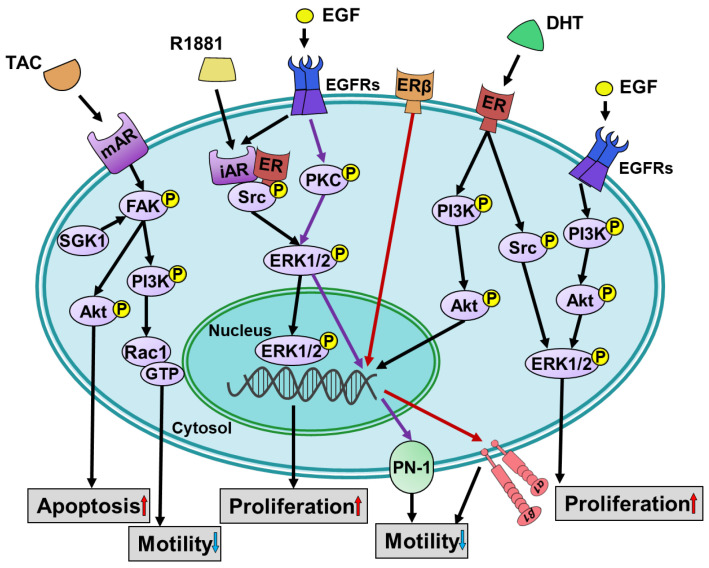 EGF
DHT
R1881
TAC
EGFRs
ERβ
EGF
ER
mAR
EGFRs
iAR
ER
PKC
P
Src
P
FAK
P
PI3K
P
SGK1
Src
P
PI3K
P
ERK1/2
P
PI3K
P
Akt
P
Akt
P
Akt
P
Nucleus
ERK1/2
P
Rac1
GTP
ERK1/2
P
Cytosol
PN-1
α1
β1
Apoptosis
Proliferation
Proliferation
Motility
Motility